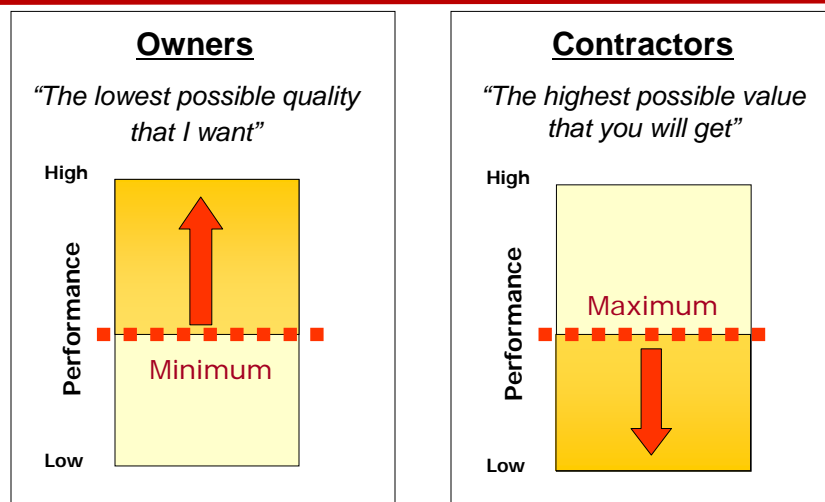 Owners
“The lowest possible quality
that I want”
High
Performance
Minimum
Low
Contractors
“The highest possible value
that you will get”
High
Performance
Maximum
Low